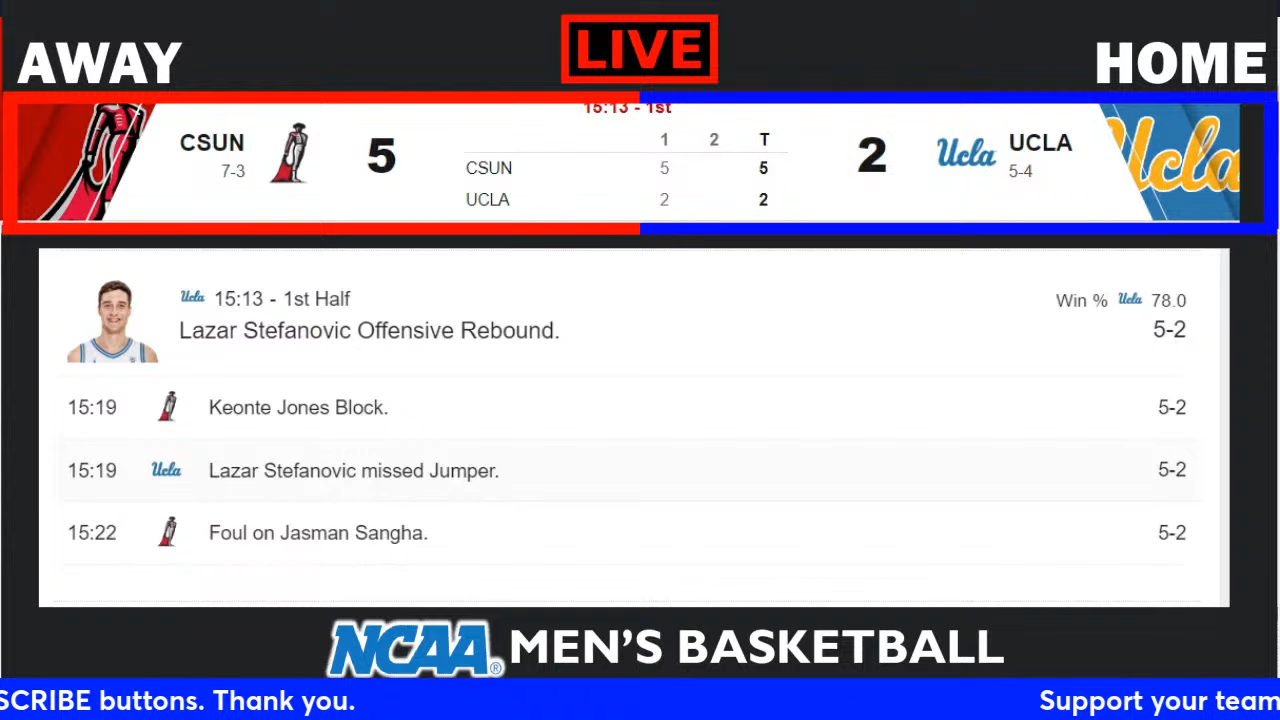 LIVE
AWAY
HOME
15:13 - 1st
CSUN
7-3
5
1 2 T
CSUN 5 5
UCLA 2 2
2
Ucla
UCLA
5-4
Ucla
Ucla 15:13 - 1st Half
Win % Ucla 78.0
Lazar Stefanovic Offensive Rebound.
5-2
15:19 Keonte Jones Block. 5-2
15:19 Ucla Lazar Stefanovic missed Jumper. 5-2
15:22 Foul on Jasman Sangha. 5-2
NCAA® MEN'S BASKETBALL
SCRIBE buttons. Thank you.
Support your team